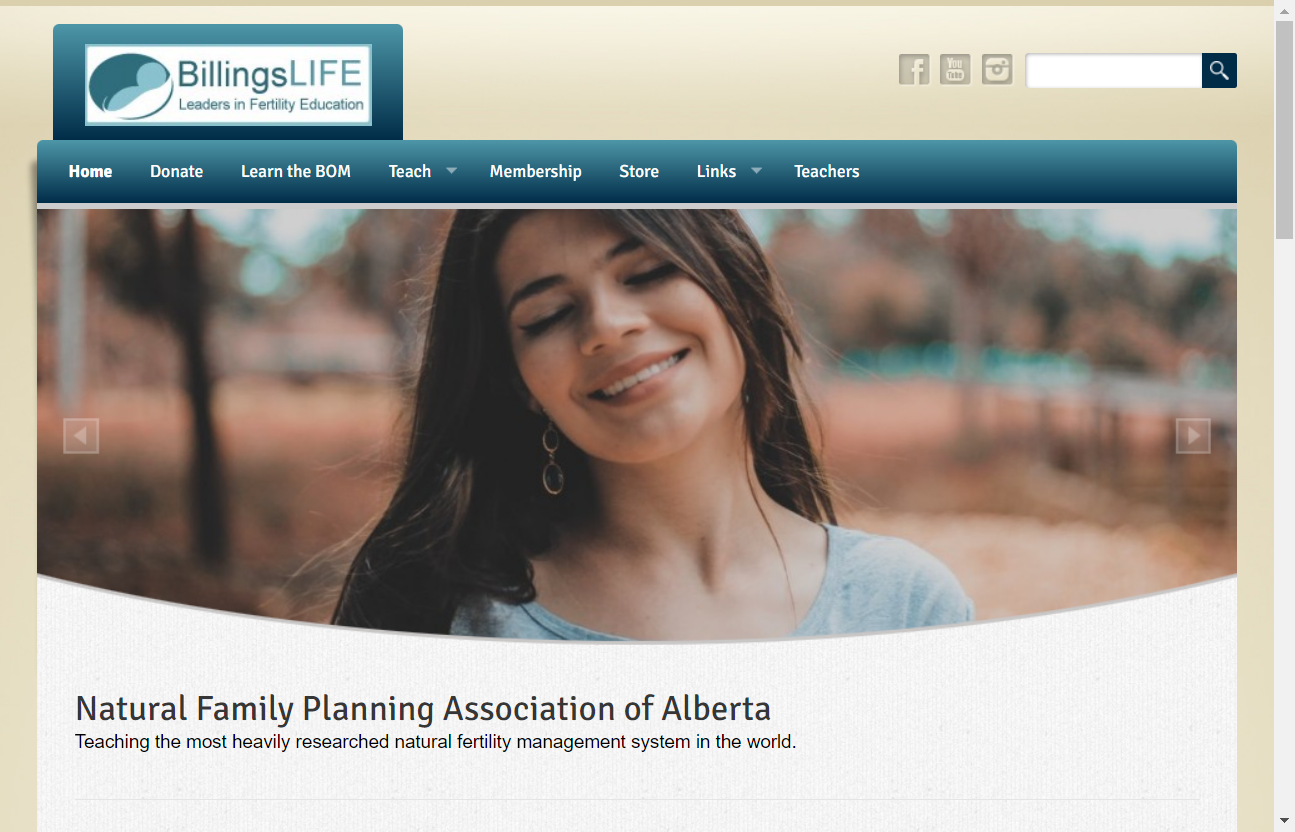 BillingsLIFE
Leaders in Fertility Education
You
Tube
Home Donate Learn the BOM Teach Membership Store Links Teachers
Natural Family Planning Association of Alberta
Teaching the most heavily researched natural fertility management system in the world.